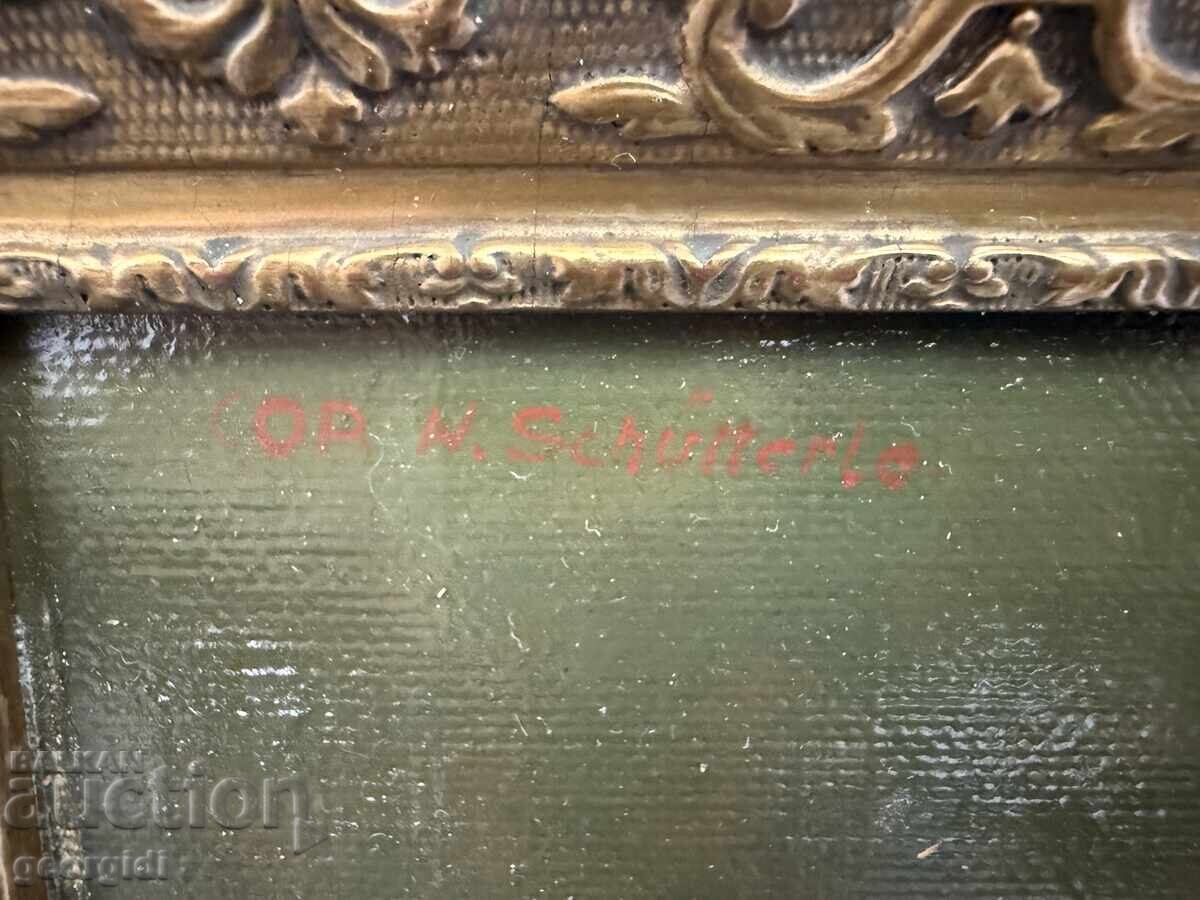 COP. N. Schütterle
BALKAN
auction
georgidi